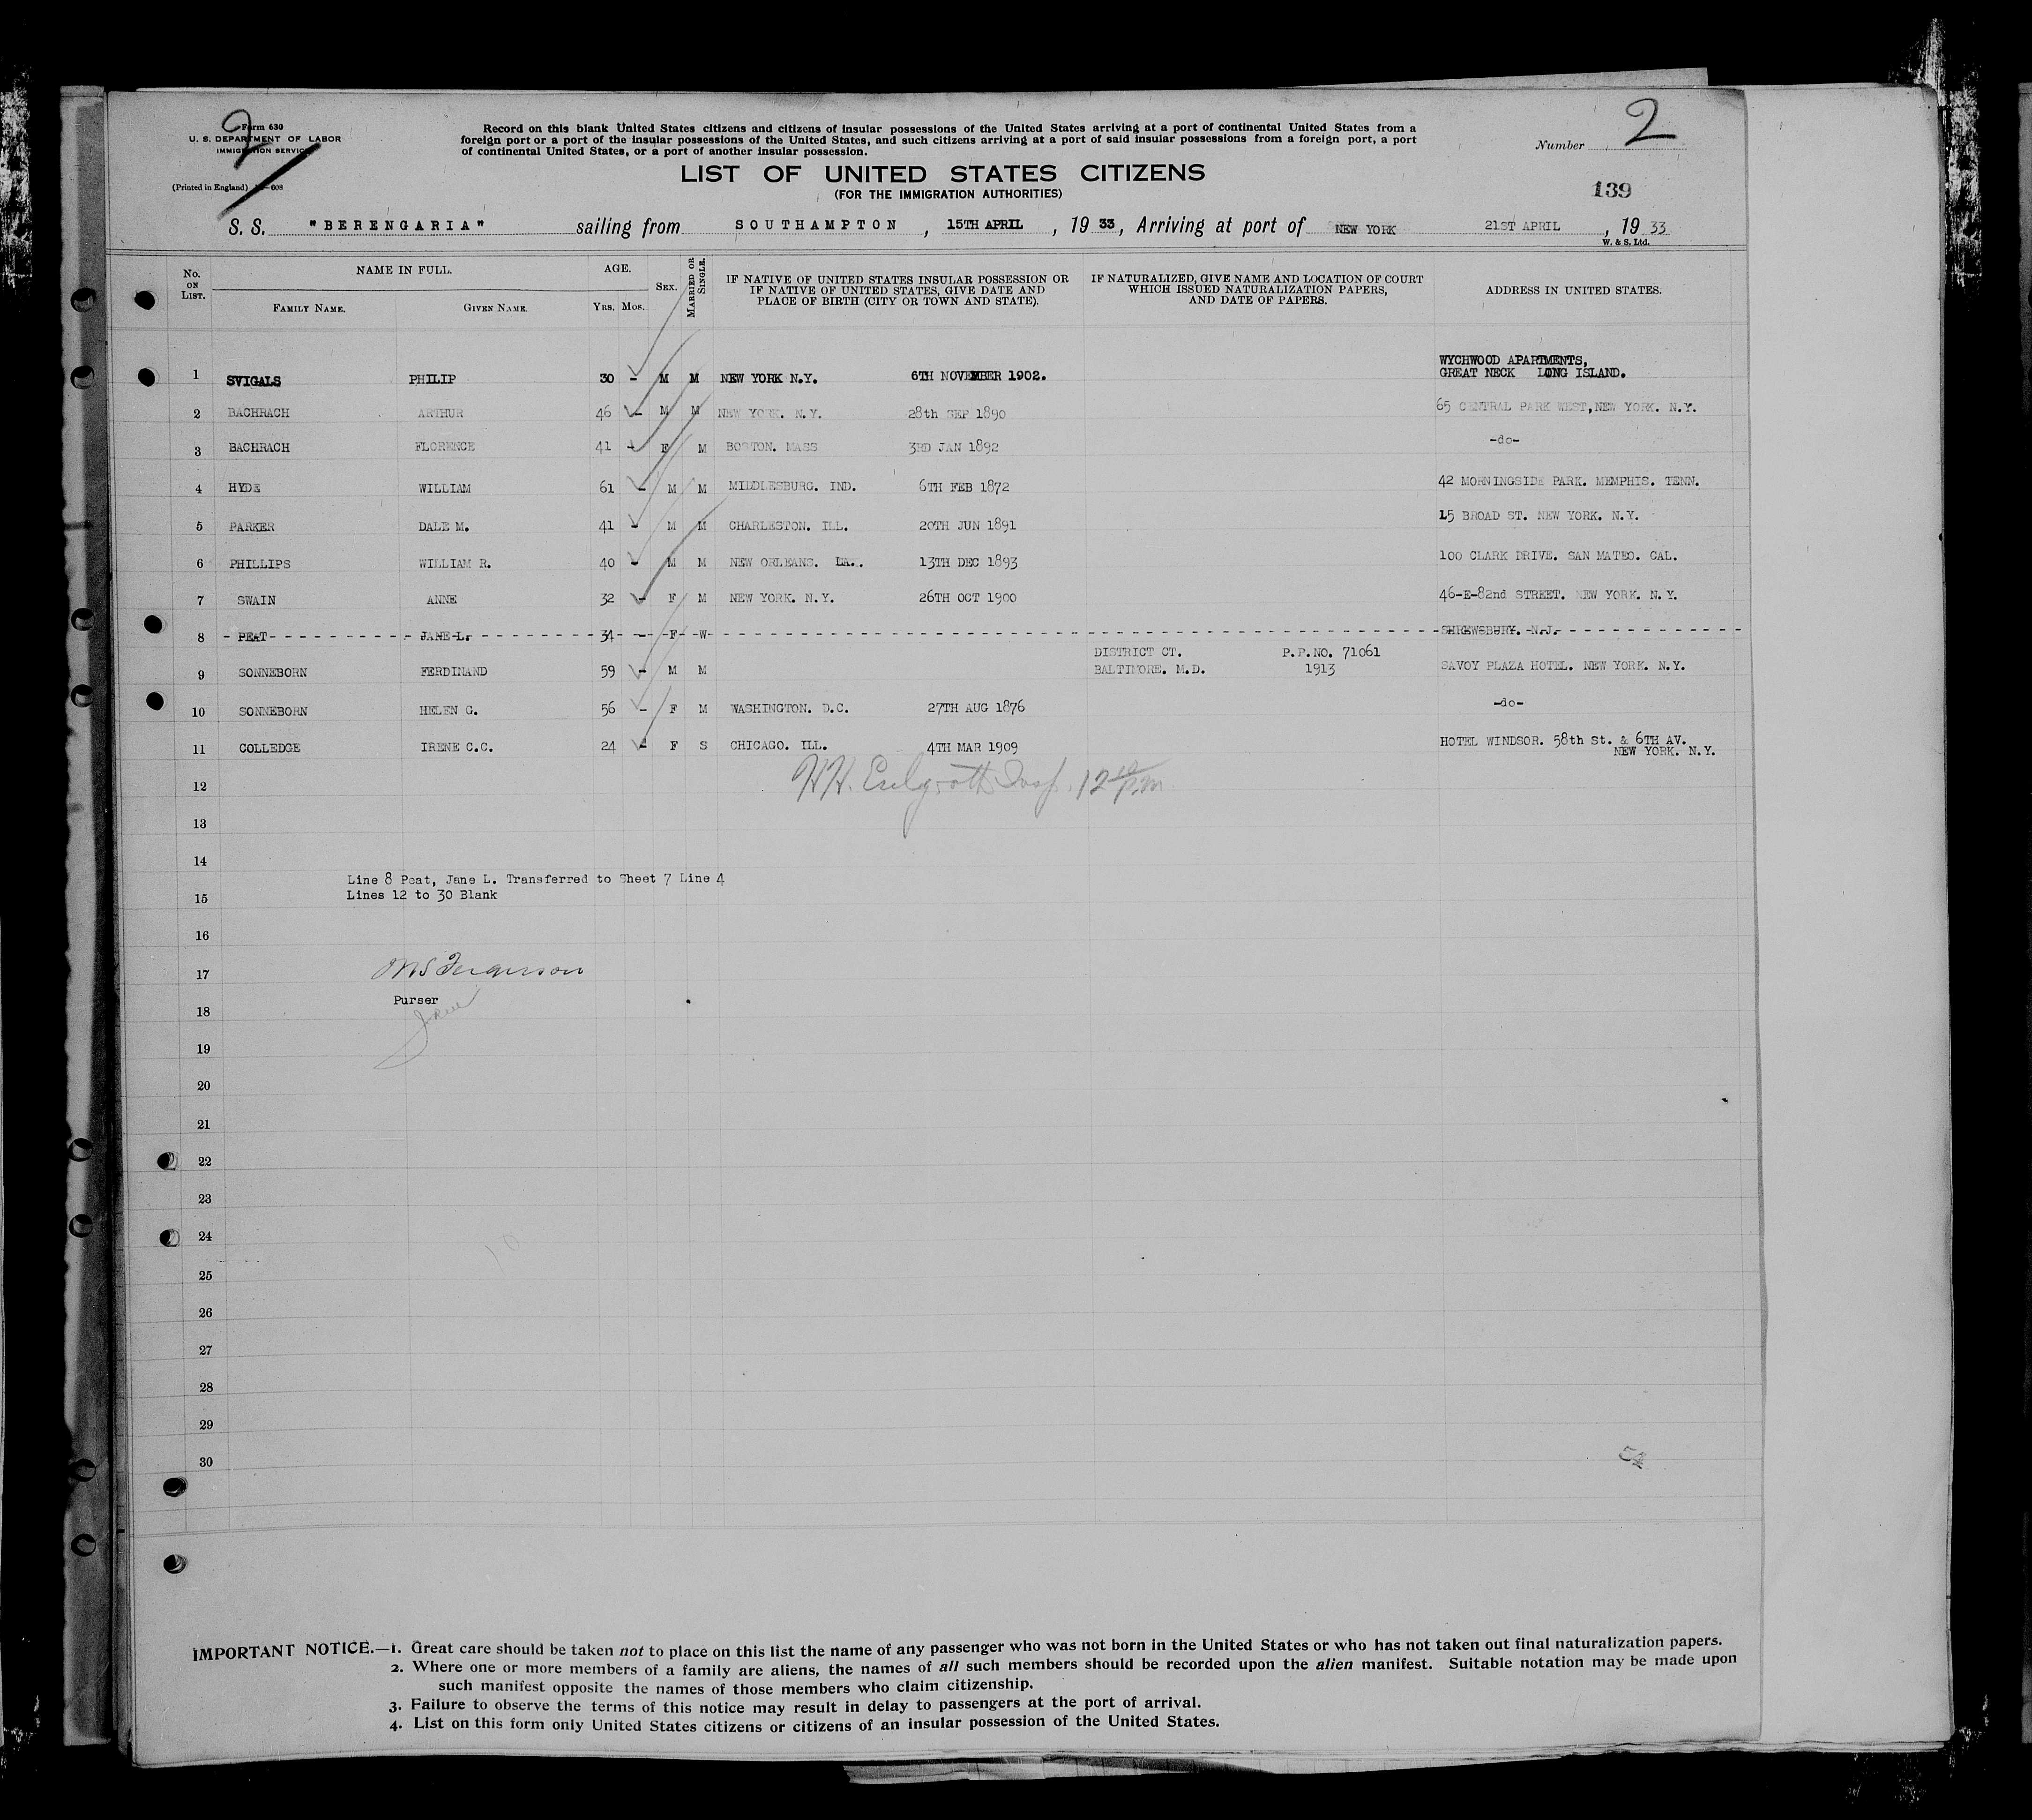 2
Form 630
U. S. DEPARTMENT OF LABOR
IMMIGRATION SERVICE
(Printed in England)
Record on this blank United States citizens and citizens of insular possessions of the United States arriving at a port of continental United States from a
foreign port or a port of the insular possessions of the United States, and such citizens arriving at a port of said insular possessions from a foreign port, a port
of continental United States, or a port of another insular possession.
Number 2
LIST OF UNITED STATES CITIZENS
(FOR THE IMMIGRATION AUTHORITIES)
139
S. S. "BERENGARIA" sailing from SOUTHAMPTON , 15TH APRIL , 19 33, Arriving at port of NEW YORK 21ST APRIL , 19 33
W. & S. Ltd.
No. ON LIST. NAME IN FULL. AGE. SEX. MARRIED OR SINGLE. IF NATIVE OF UNITED STATES INSULAR POSSESSION OR IF NATIVE OF UNITED STATES, GIVE DATE AND PLACE OF BIRTH (CITY OR TOWN AND STATE). IF NATURALIZED, GIVE NAME AND LOCATION OF COURT WHICH ISSUED NATURALIZATION PAPERS, AND DATE OF PAPERS. ADDRESS IN UNITED STATES.
FAMILY NAME. GIVEN NAME. YRS. MOS.
WYCHWOOD APARTMENTS,
1 SVIGALS PHILIP 30 - M M NEW YORK N.Y. 6TH NOVEMBER 1902. GREAT NECK LONG ISLAND.
2 BACHRACH ARTHUR 46 - M M NEW YORK. N.Y. 28th SEP 1890 65 CENTRAL PARK WEST, NEW YORK. N.Y.
3 BACHRACH FLORENCE 41 - F M BOSTON. MASS 3RD JAN 1892 -do-
4 HYDE WILLIAM 61 - M M MIDDLESBURG. IND. 6TH FEB 1872 42 MORNINGSIDE PARK. MEMPHIS. TENN.
5 PARKER DALE M. 41 - M M CHARLESTON. ILL. 20TH JUN 1891 15 BROAD ST. NEW YORK. N.Y.
6 PHILLIPS WILLIAM R. 40 - M M NEW ORLEANS. LA.. 13TH DEC 1893 100 CLARK DRIVE. SAN MATEO. CAL.
7 SWAIN ANNE 32 - F M NEW YORK. N.Y. 26TH OCT 1900 46-E-82nd STREET. NEW YORK. N.Y.
8 PEAT JANE L. 34 - F W SHREWSBURY. N.J.
DISTRICT CT. P.P.NO. 71061
9 SONNEBORN FERDINAND 59 - M M BALTIMORE. M.D. 1913 SAVOY PLAZA HOTEL. NEW YORK. N.Y.
10 SONNEBORN HELEN G. 56 - F M WASHINGTON. D.C. 27TH AUG 1876 -do-
11 COLLEDGE IRENE C.C. 24 - F S CHICAGO. ILL. 4TH MAR 1909 HOTEL WINDSOR. 58th St. & 6TH AV.
NEW YORK. N.Y.
12
13
14
Line 8 Peat, Jane L. Transferred to Sheet 7 Line 4
15 Lines 12 to 30 Blank
16
17 Ferguson
Purser
18
19
20
21
22
23
24
25
26
27
28
29
30
IMPORTANT NOTICE.—1. Great care should be taken not to place on this list the name of any passenger who was not born in the United States or who has not taken out final naturalization papers.
2. Where one or more members of a family are aliens, the names of all such members should be recorded upon the alien manifest. Suitable notation may be made upon
such manifest opposite the names of those members who claim citizenship.
3. Failure to observe the terms of this notice may result in delay to passengers at the port of arrival.
4. List on this form only United States citizens or citizens of an insular possession of the United States.